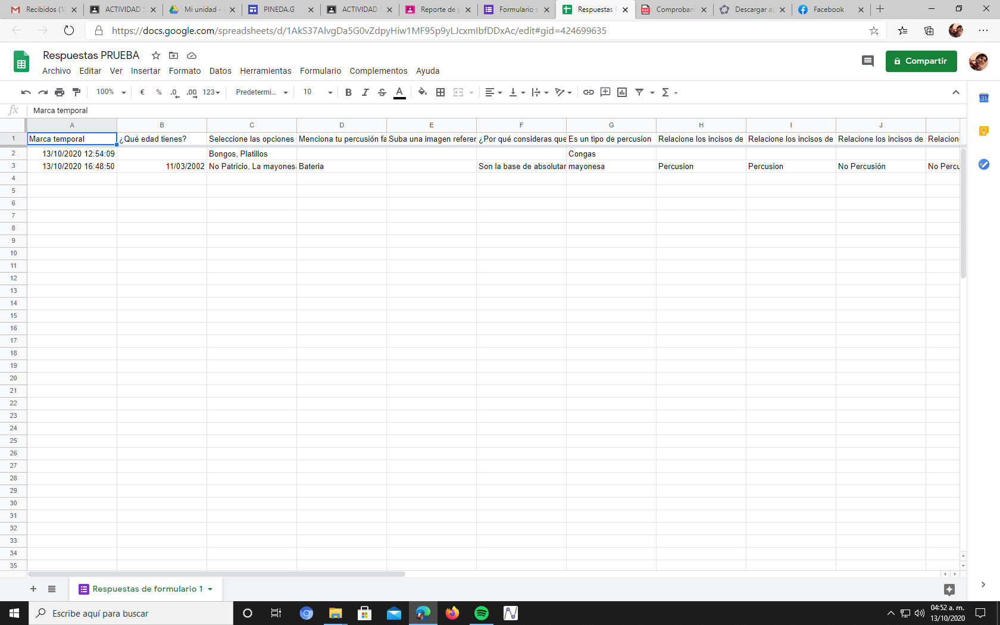 Recibidos (1 ACTIVIDAD Mi unidad - PINEDA.G ACTIVIDAD Reporte de Formulario Respuestas Comproban Descargar Facebook
https://docs.google.com/spreadsheets/d/1AkS37AlvgDa5G0vZdpyHiw1MF95p9yLJcxmIbfDDxAc/edit#gid=424699635
Respuestas PRUEBA
Compartir
Archivo Editar Ver Insertar Formato Datos Herramientas Formulario Complementos Ayuda
100% € % .0 .00 123 Predetermi... 10 B I S A Σ
31
fx Marca temporal
A B C D E F G H I J
1 Marca temporal ¿Qué edad tienes? Seleccione las opciones Menciona tu percusión fa Suba una imagen referer ¿Por qué consideras que Es un tipo de percusion Relacione los incisos de Relacione los incisos de Relacione los incisos de Relacion
2 13/10/2020 12:54:09 Bongos, Platillos Congas
3 13/10/2020 16:48:50 11/03/2002 No Patricio, La mayones Bateria Son la base de absolutar mayonesa Percusion Percusion No Percusión No Percu
4
5
6
7
8
9
10
11
12
13
14
15
16
17
18
19
20
21
22
23
24
25
26
27
28
29
30
31
32
33
34
35
Respuestas de formulario 1
Escribe aquí para buscar
04:52 a. m.
13/10/2020